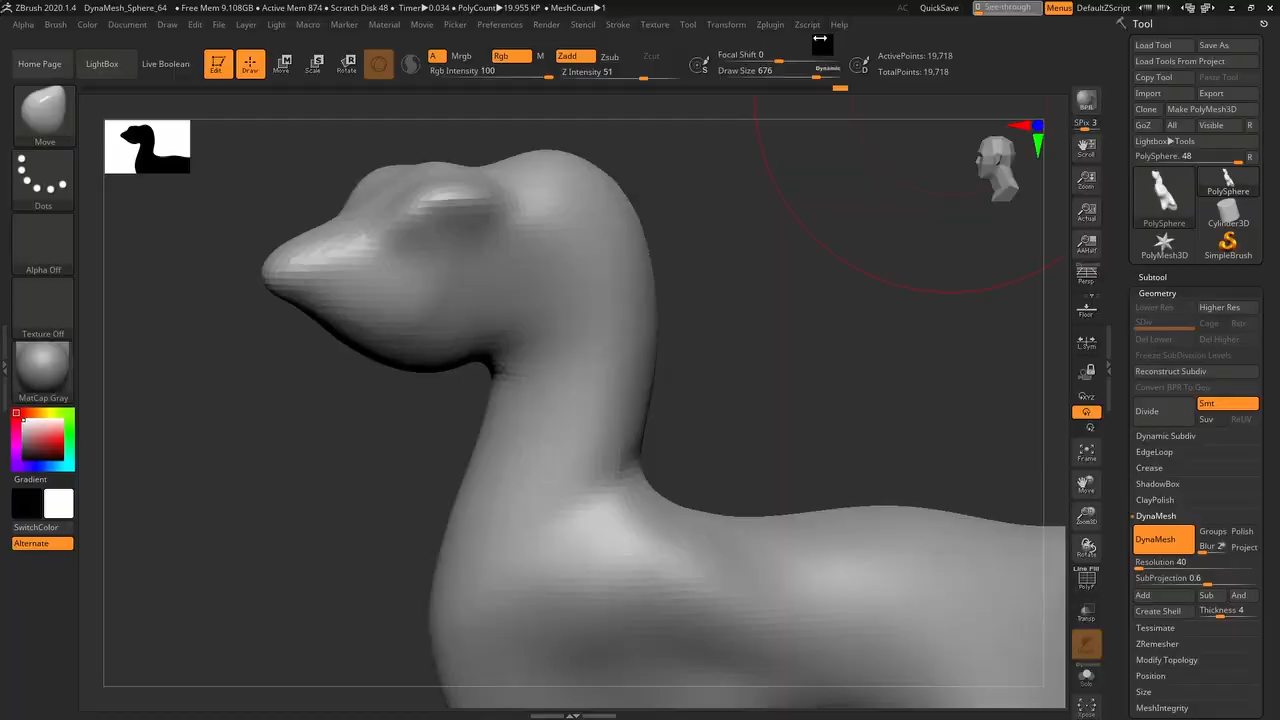 ZBrush 2020.1.4 DynaMesh_Sphere_64 • Free Mem 9.108GB • Active Mem 874 • Scratch Disk 48 • Timer▶0.034 • PolyCount▶19.955 KP • MeshCount▶1 AC QuickSave See-through 0 Menus DefaultZScript
Alpha Brush Color Document Draw Edit File Layer Light Macro Marker Material Movie Picker Preferences Render Stencil Stroke Texture Tool Transform Zplugin Zscript Help
Tool
Load Tool Save As
Load Tools From Project
Copy Tool Paste Tool
Import Export
Clone Make PolyMesh3D
GoZ All Visible R
Lightbox▶Tools
PolySphere. 48 R
PolySphere
PolySphere Cylinder3D
PolyMesh3D SimpleBrush
Subtool
Geometry
Lower Res Higher Res
SDiv Cage Rstr
Del Lower Del Higher
Freeze SubDivision Levels
Reconstruct Subdiv
Convert BPR To Geo
Divide Smt
Suv ReUV
Dynamic Subdiv
EdgeLoop
Crease
ShadowBox
ClayPolish
DynaMesh
DynaMesh Groups Polish
Blur 2 Project
Resolution 40
SubProjection 0.6
Add Sub And
Create Shell Thickness 4
Tessimate
ZRemesher
Modify Topology
Position
Size
MeshIntegrity
Home Page LightBox Live Boolean Edit Draw Move Scale Rotate
A Mrgb Rgb M Zadd Zsub Zcut
Rgb Intensity 100 Z Intensity 51
S Focal Shift 0
Draw Size 676 Dynamic D
ActivePoints: 19,718
TotalPoints: 19,718
Move
Dots
Alpha Off
Texture Off
MatCap Gray
Gradient
SwitchColor
Alternate
BPR
SPix 3
Scroll
Zoom
Actual
AAHalf
Persp
Floor
L.Sym
XYZ
Y
Z
Frame
Move
Zoom3D
Rotate
Line Fill
PolyF
Transp
Dynamic
Solo
Xpose